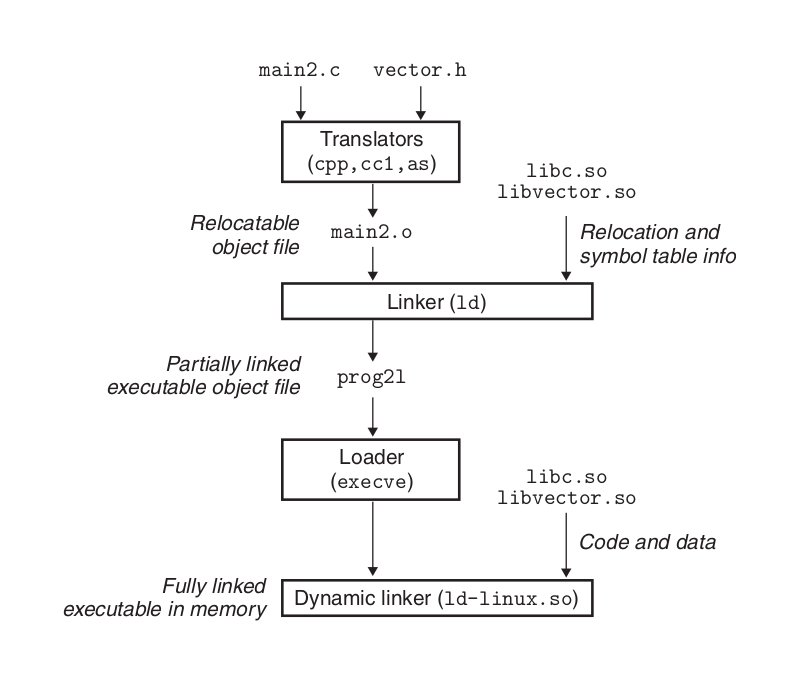 main2.c vector.h
Translators
(cpp,cc1,as)
libc.so
libvector.so
Relocatable
object file
main2.o
Relocation and
symbol table info
Linker (ld)
Partially linked
executable object file
prog2l
Loader
(execve)
libc.so
libvector.so
Code and data
Fully linked
executable in memory
Dynamic linker (ld-linux.so)